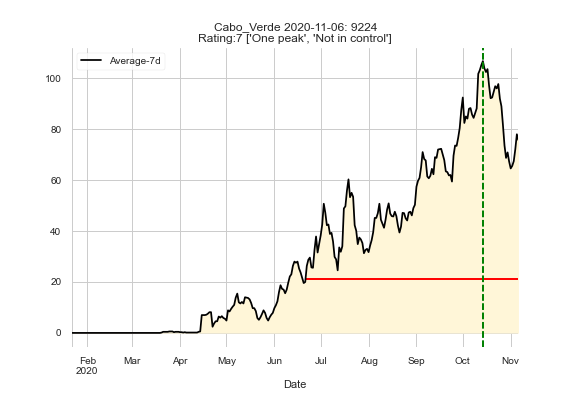 Cabo_Verde 2020-11-06: 9224
Rating:7 ['One peak', 'Not in control']
Average-7d
100
80
60
40
20
0
Feb Mar Apr May Jun Jul Aug Sep Oct Nov
2020
Date